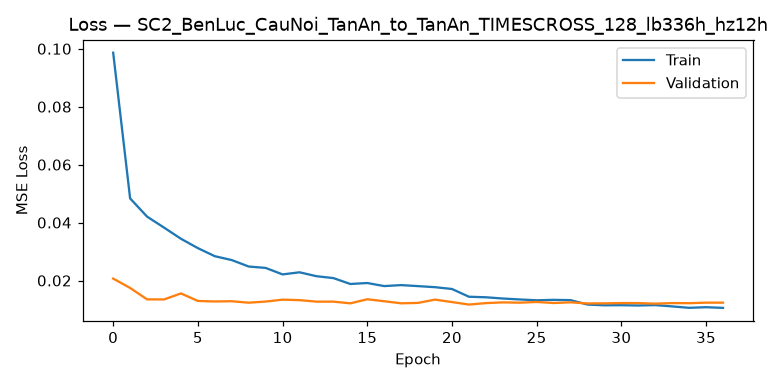 Loss — SC2_BenLuc_CauNoi_TanAn_to_TanAn_TIMESCROSS_128_lb336h_hz12h
Train
Validation
MSE Loss
0.10
0.08
0.06
0.04
0.02
0 5 10 15 20 25 30 35
Epoch